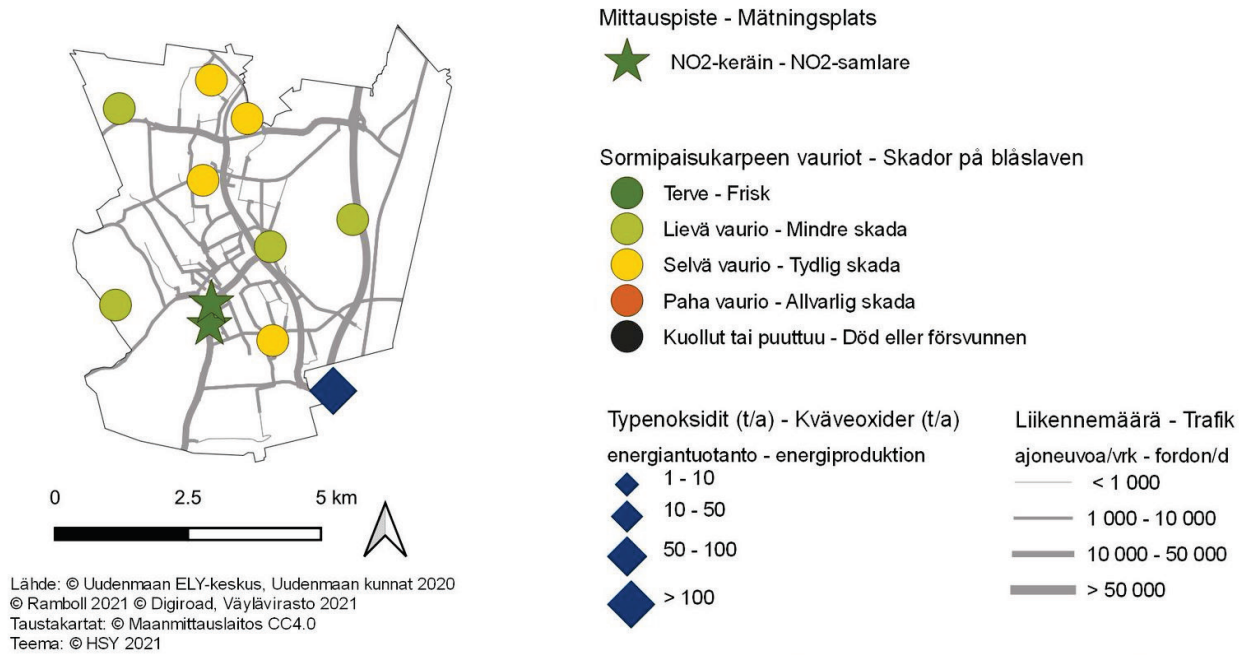 Mittauspiste - Mätningsplats
NO2-keräin - NO2-samlare
Sormipaisukarpeen vauriot - Skador på blåslaven
Terve - Frisk
Lievä vaurio - Mindre skada
Selvä vaurio - Tydlig skada
Paha vaurio - Allvarlig skada
Kuollut tai puuttuu - Död eller försvunnen
Typenoksidit (t/a) - Kväveoxider (t/a)
energiantuotanto - energiproduktion
1 - 10
10 - 50
50 - 100
> 100
Liikennemäärä - Trafik
ajoneuvoa/vrk - fordon/d
< 1 000
1 000 - 10 000
10 000 - 50 000
> 50 000
0 2.5 5 km
Lähde: © Uudenmaan ELY-keskus, Uudenmaan kunnat 2020
© Ramboll 2021 © Digiroad, Väylävirasto 2021
Taustakartat: © Maanmittauslaitos CC4.0
Teema: © HSY 2021